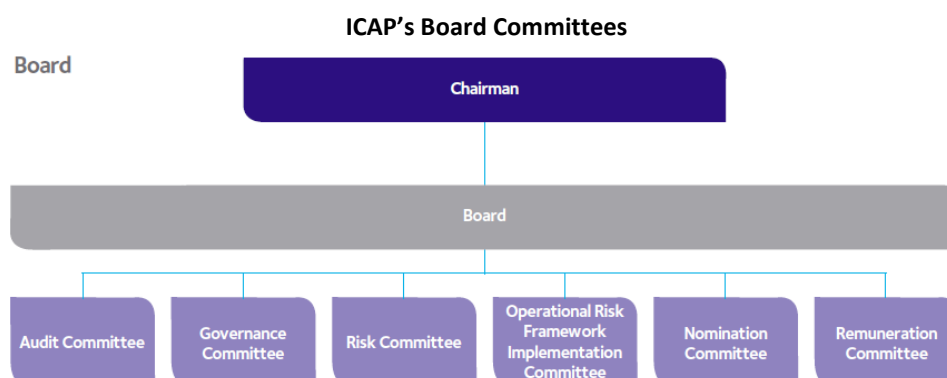 ICAP’s Board Committees
Board
Chairman
Board
Audit Committee
Governance
Committee
Risk Committee
Operational Risk
Framework
Implementation
Committee
Nomination
Committee
Remuneration
Committee